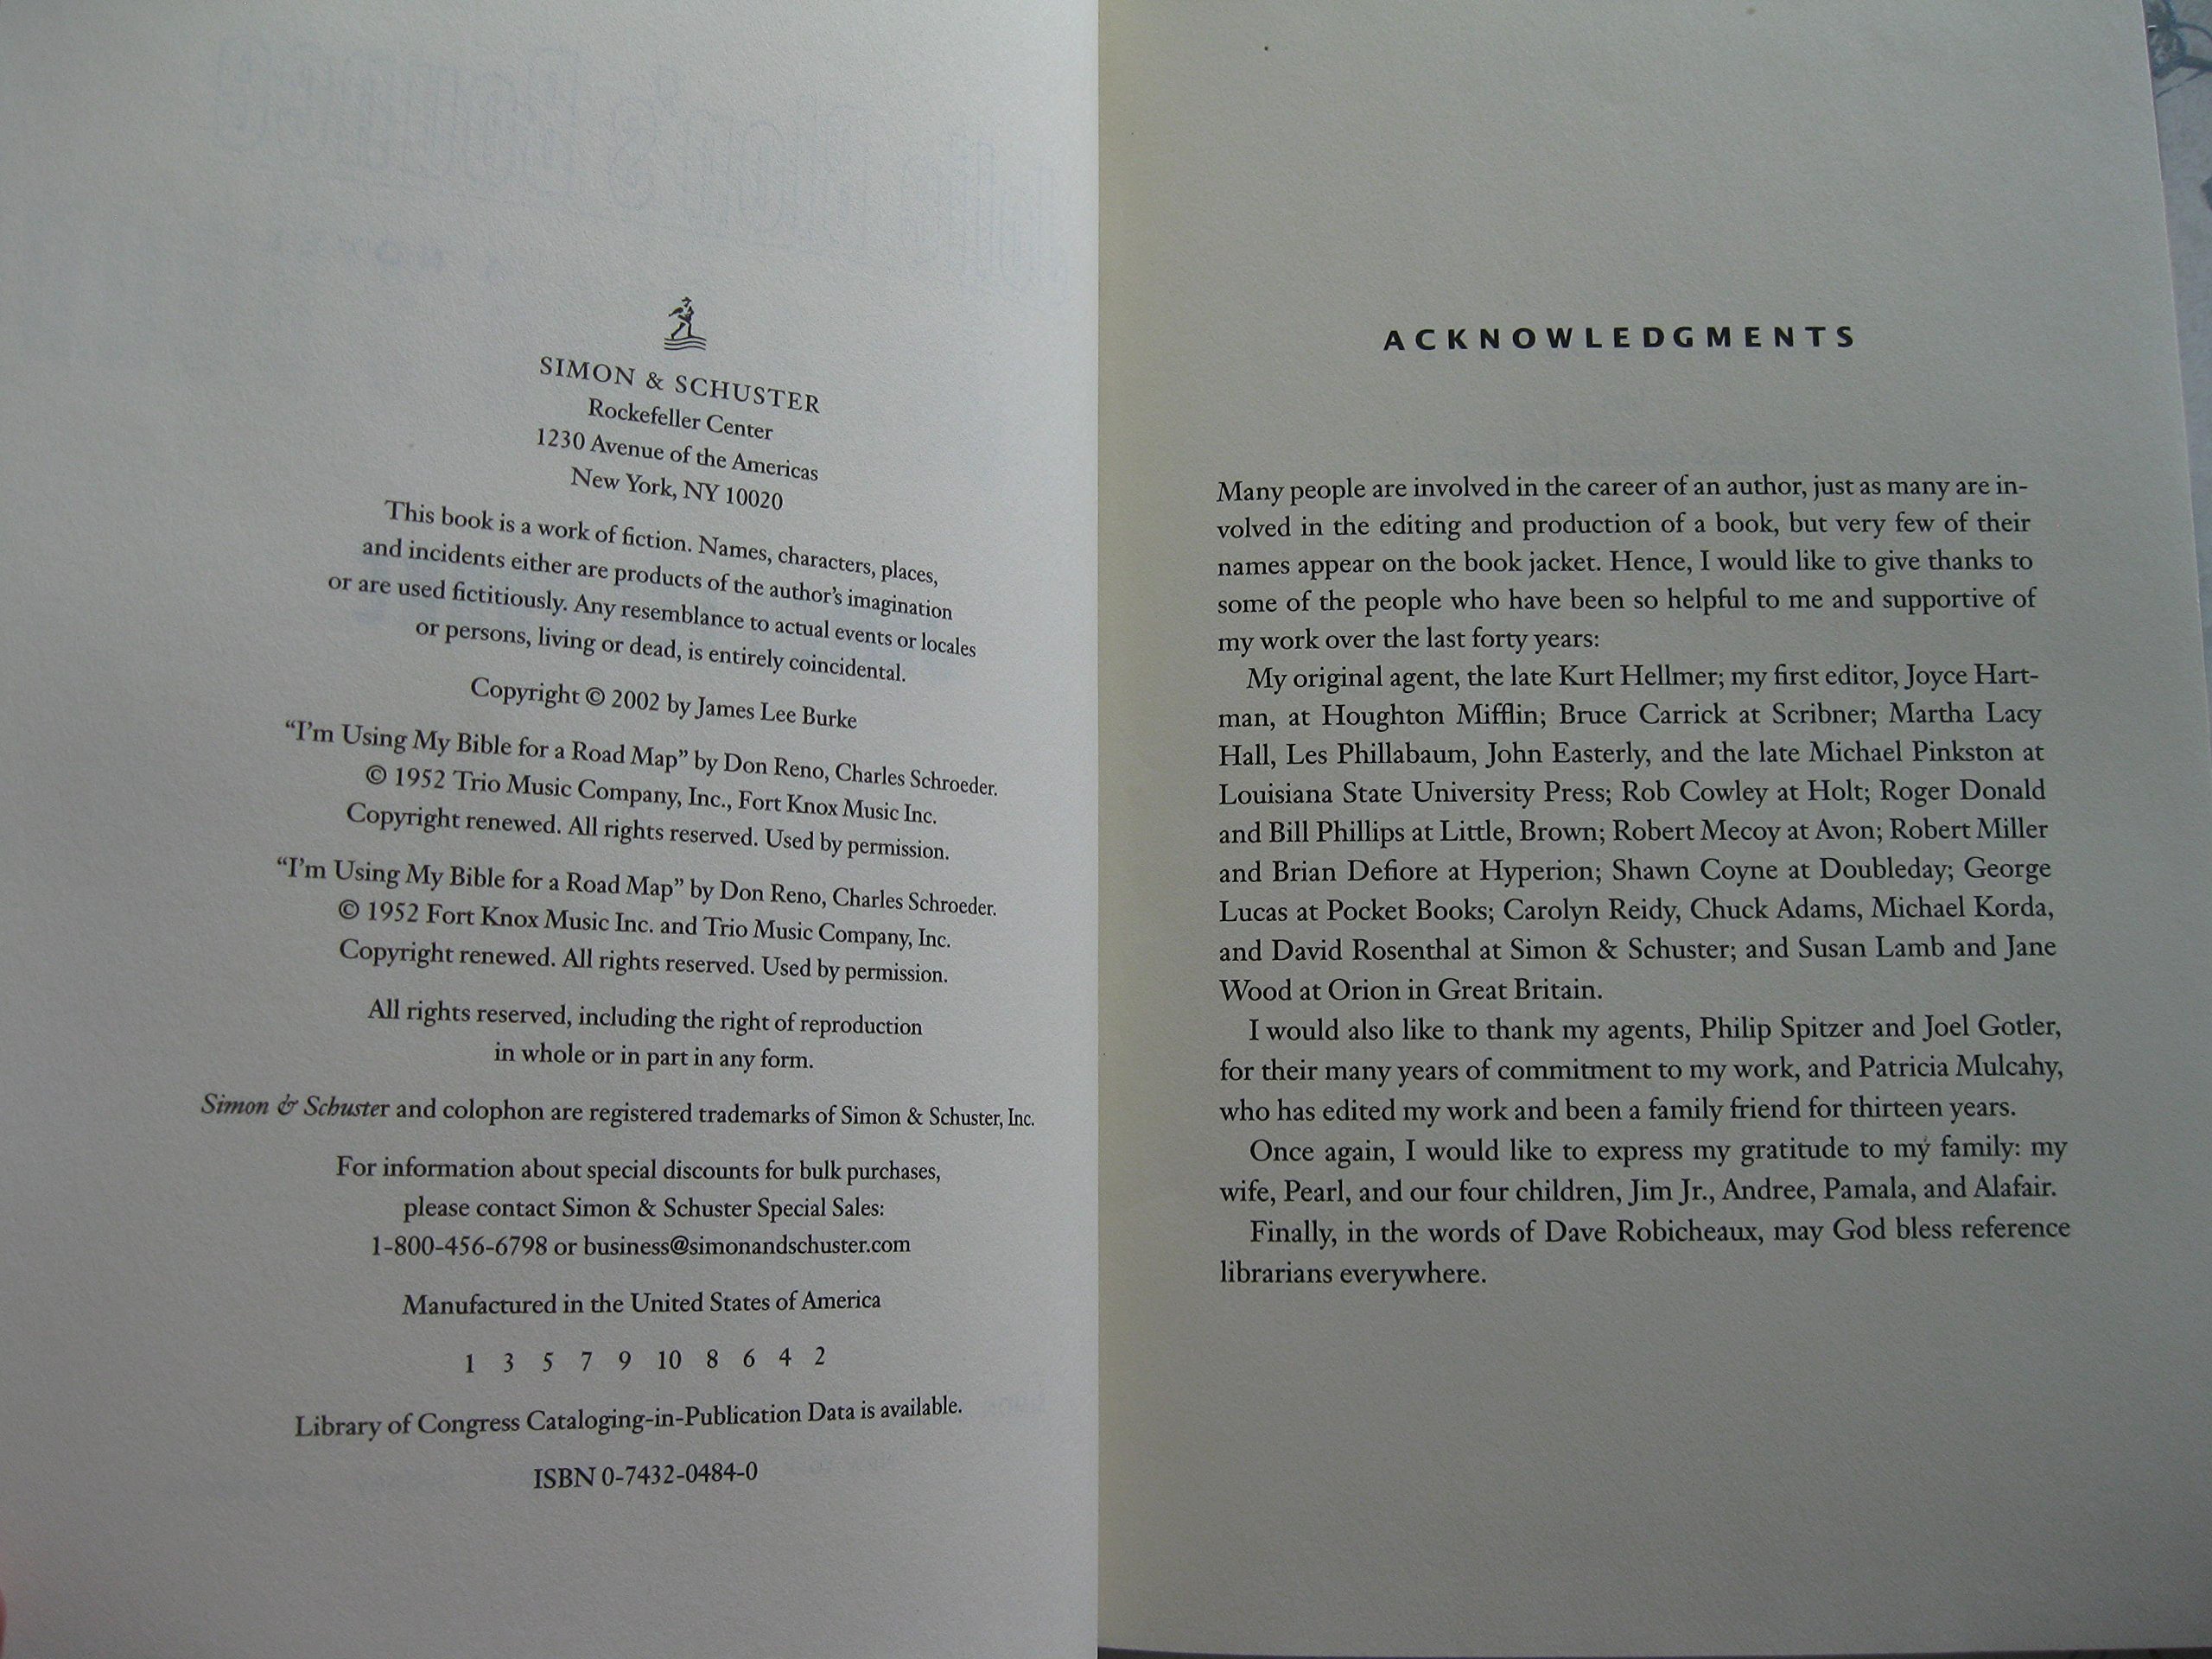 SIMON & SCHUSTER
Rockefeller Center
1230 Avenue of the Americas
New York, NY 10020
This book is a work of fiction. Names, characters, places,
and incidents either are products of the author's imagination
or are used fictitiously. Any resemblance to actual events or locales
or persons, living or dead, is entirely coincidental.
Copyright © 2002 by James Lee Burke
“I'm Using My Bible for a Road Map” by Don Reno, Charles Schroeder.
© 1952 Trio Music Company, Inc., Fort Knox Music Inc.
Copyright renewed. All rights reserved. Used by permission.
“I'm Using My Bible for a Road Map” by Don Reno, Charles Schroeder.
© 1952 Fort Knox Music Inc. and Trio Music Company, Inc.
Copyright renewed. All rights reserved. Used by permission.
All rights reserved, including the right of reproduction
in whole or in part in any form.
Simon & Schuster and colophon are registered trademarks of Simon & Schuster, Inc.
For information about special discounts for bulk purchases,
please contact Simon & Schuster Special Sales:
1-800-456-6798 or business@simonandschuster.com
Manufactured in the United States of America
1 3 5 7 9 10 8 6 4 2
Library of Congress Cataloging-in-Publication Data is available.
ISBN 0-7432-0484-0
ACKNOWLEDGMENTS
Many people are involved in the career of an author, just as many are in-
volved in the editing and production of a book, but very few of their
names appear on the book jacket. Hence, I would like to give thanks to
some of the people who have been so helpful to me and supportive of
my work over the last forty years:
My original agent, the late Kurt Hellmer; my first editor, Joyce Hart-
man, at Houghton Mifflin; Bruce Carrick at Scribner; Martha Lacy
Hall, Les Phillabaum, John Easterly, and the late Michael Pinkston at
Louisiana State University Press; Rob Cowley at Holt; Roger Donald
and Bill Phillips at Little, Brown; Robert Mecoy at Avon; Robert Miller
and Brian Defiore at Hyperion; Shawn Coyne at Doubleday; George
Lucas at Pocket Books; Carolyn Reidy, Chuck Adams, Michael Korda,
and David Rosenthal at Simon & Schuster; and Susan Lamb and Jane
Wood at Orion in Great Britain.
I would also like to thank my agents, Philip Spitzer and Joel Gotler,
for their many years of commitment to my work, and Patricia Mulcahy,
who has edited my work and been a family friend for thirteen years.
Once again, I would like to express my gratitude to my family: my
wife, Pearl, and our four children, Jim Jr., Andree, Pamala, and Alafair.
Finally, in the words of Dave Robicheaux, may God bless reference
librarians everywhere.